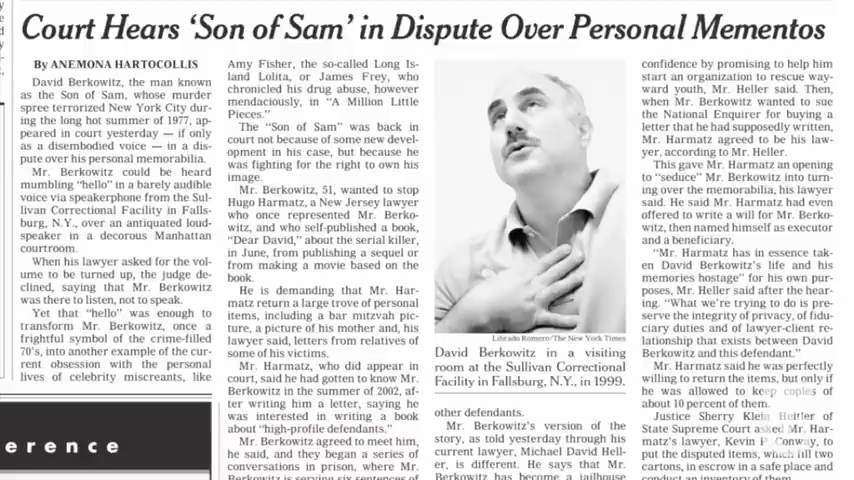 Court Hears ‘Son of Sam’ in Dispute Over Personal Mementos
By ANEMONA HARTOCOLLIS
David Berkowitz, the man known
as the Son of Sam, whose murder
spree terrorized New York City dur-
ing the long hot summer of 1977, ap-
peared in court yesterday — if only
as a disembodied voice — in a dis-
pute over his personal memorabilia.
Mr. Berkowitz could be heard
mumbling “hello” in a barely audible
voice via speakerphone from the Sul-
livan Correctional Facility in Falls-
burg, N.Y., over an antiquated loud-
speaker in a decorous Manhattan
courtroom.
When his lawyer asked for the vol-
ume to be turned up, the judge de-
clined, saying that Mr. Berkowitz
was there to listen, not to speak.
Yet that “hello” was enough to
transform Mr. Berkowitz, once a
frightful symbol of the crime-filled
70’s, into another example of the cur-
rent obsession with the personal
lives of celebrity miscreants, like
erence
Amy Fisher, the so-called Long Is-
land Lolita, or James Frey, who
chronicled his drug abuse, however
mendaciously, in “A Million Little
Pieces.”
The “Son of Sam” was back in
court not because of some new devel-
opment in his case, but because he
was fighting for the right to own his
image.
Mr. Berkowitz, 51, wanted to stop
Hugo Harmatz, a New Jersey lawyer
who once represented Mr. Berko-
witz, and who self-published a book,
“Dear David,” about the serial killer,
in June, from publishing a sequel or
from making a movie based on the
book.
He is demanding that Mr. Har-
matz return a large trove of personal
items, including a bar mitzvah pic-
ture, a picture of his mother and, his
lawyer said, letters from relatives of
some of his victims.
Mr. Harmatz, who did appear in
court, said he had gotten to know Mr.
Berkowitz in the summer of 2002, af-
ter writing him a letter, saying he
was interested in writing a book
about “high-profile defendants.”
Mr. Berkowitz agreed to meet him,
he said, and they began a series of
conversations in prison, where Mr.
Berkowitz is serving six sentences of
Librado Romero/The New York Times
David Berkowitz in a visiting
room at the Sullivan Correctional
Facility in Fallsburg, N.Y., in 1999.
other defendants.
Mr. Berkowitz’s version of the
story, as told yesterday through his
current lawyer, Michael David Hell-
er, is different. He says that Mr.
Berkowitz has become a jailhouse
confidence by promising to help him
start an organization to rescue way-
ward youth, Mr. Heller said. Then,
when Mr. Berkowitz wanted to sue
the National Enquirer for buying a
letter that he had supposedly written,
Mr. Harmatz agreed to be his law-
yer, according to Mr. Heller.
This gave Mr. Harmatz an opening
to “seduce” Mr. Berkowitz into turn-
ing over the memorabilia, his lawyer
said. He said Mr. Harmatz had even
offered to write a will for Mr. Berko-
witz, then named himself as executor
and a beneficiary.
“Mr. Harmatz has in essence tak-
en David Berkowitz’s life and his
memories hostage” for his own pur-
poses, Mr. Heller said after the hear-
ing. “What we’re trying to do is pre-
serve the integrity of privacy, of fidu-
ciary duties and of lawyer-client re-
lationship that exists between David
Berkowitz and this defendant.”
Mr. Harmatz said he was perfectly
willing to return the items, but only if
he was allowed to keep copies of
about 10 percent of them.
Justice Sherry Klein Heitler of
State Supreme Court asked Mr. Har-
matz’s lawyer, Kevin P. Conway, to
put the disputed items, which fill two
cartons, in escrow in a safe place and
conduct an inventory of them.